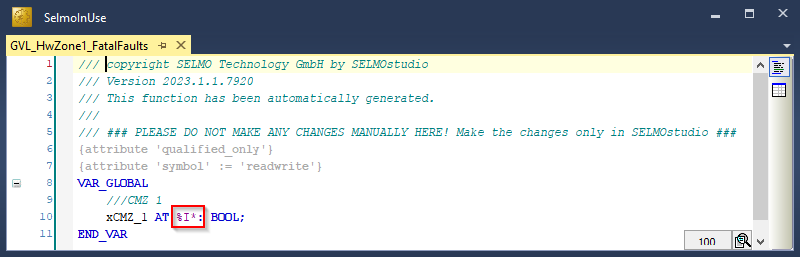 SelmoInUse
GVL_HwZone1_FatalFaults
1 /// copyright SELMO Technology GmbH by SELMOstudio
2 /// Version 2023.1.1.7920
3 /// This function has been automatically generated.
4 ///
5 /// ### PLEASE DO NOT MAKE ANY CHANGES MANUALLY HERE! Make the changes only in SELMOstudio ###
6 {attribute 'qualified_only'}
7 {attribute 'symbol' := 'readwrite'}
8 VAR_GLOBAL
9 ///CMZ 1
10 xCMZ_1 AT %I*: BOOL;
11 END_VAR
100